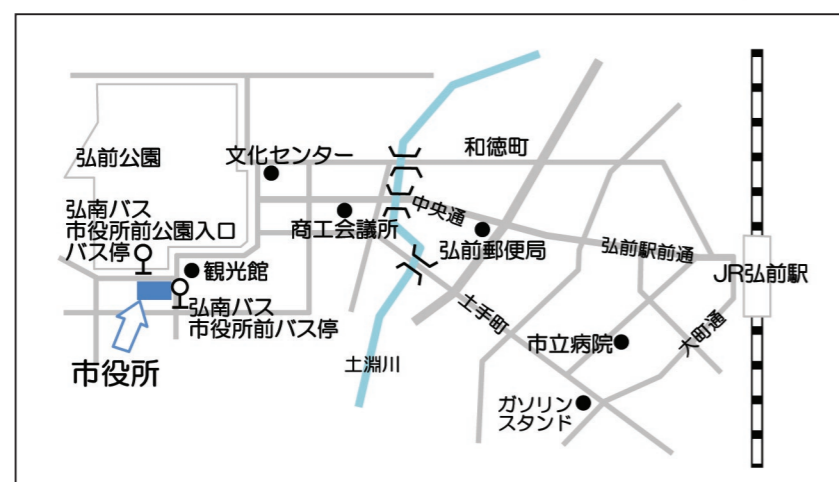 弘前公園
文化センター
和徳町
弘南バス
市役所前公園入口
バス停
商工会議所
中央通
弘前郵便局
弘前駅前通
JR弘前駅
観光館
弘南バス
市役所前バス停
市役所
土淵川
土手町
市立病院
大町通
ガソリン
スタンド